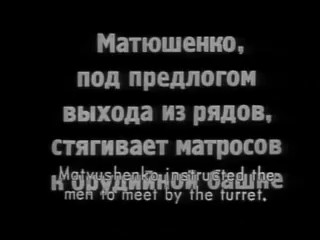 Матюшенко,
под предлогом
выхода из рядов,
стягивает матросов
к орудийной башне
Matyushenko instructed the
men to meet by the turret.